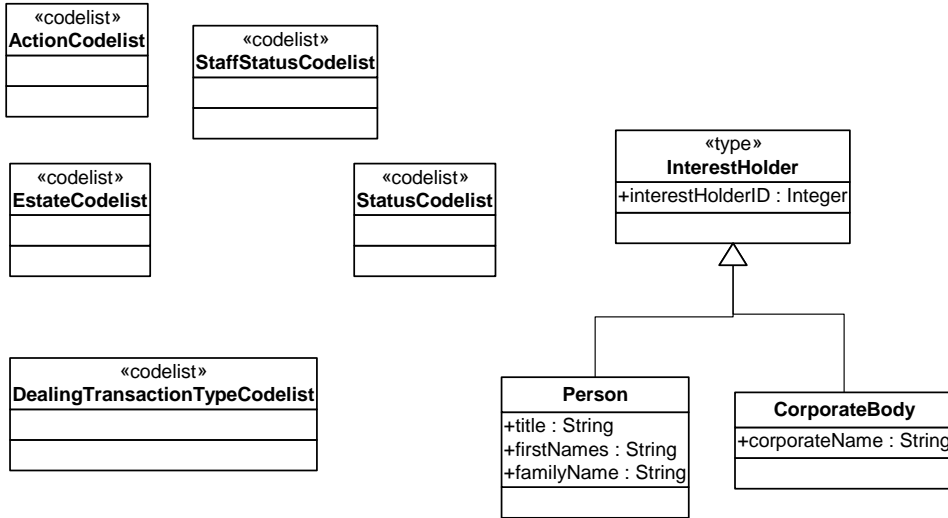 «codelist»
ActionCodelist
«codelist»
StaffStatusCodelist
«type»
InterestHolder
+interestHolderID : Integer
«codelist»
EstateCodelist
«codelist»
StatusCodelist
«codelist»
DealingTransactionTypeCodelist
Person
+title : String
+firstNames : String
+familyName : String
CorporateBody
+corporateName : String